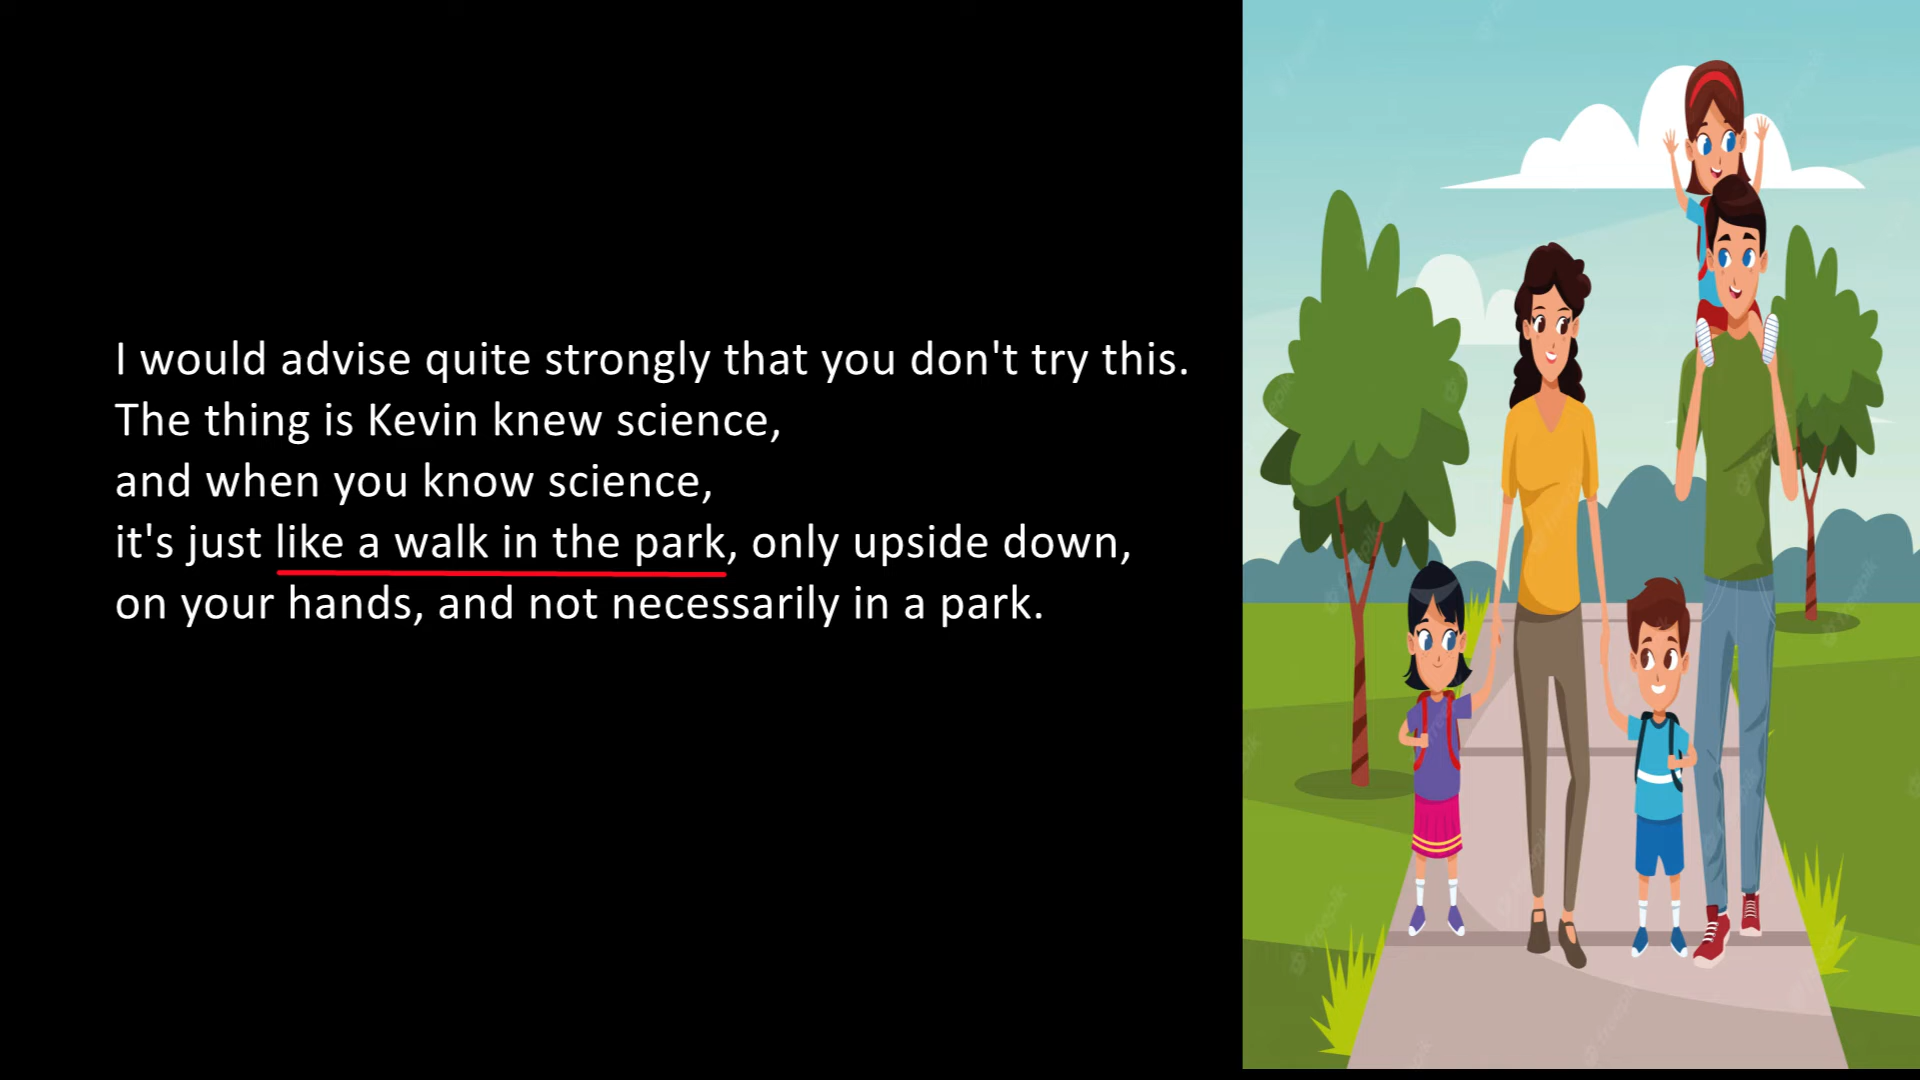 I would advise quite strongly that you don't try this.
The thing is Kevin knew science,
and when you know science,
it's just like a walk in the park, only upside down,
on your hands, and not necessarily in a park.